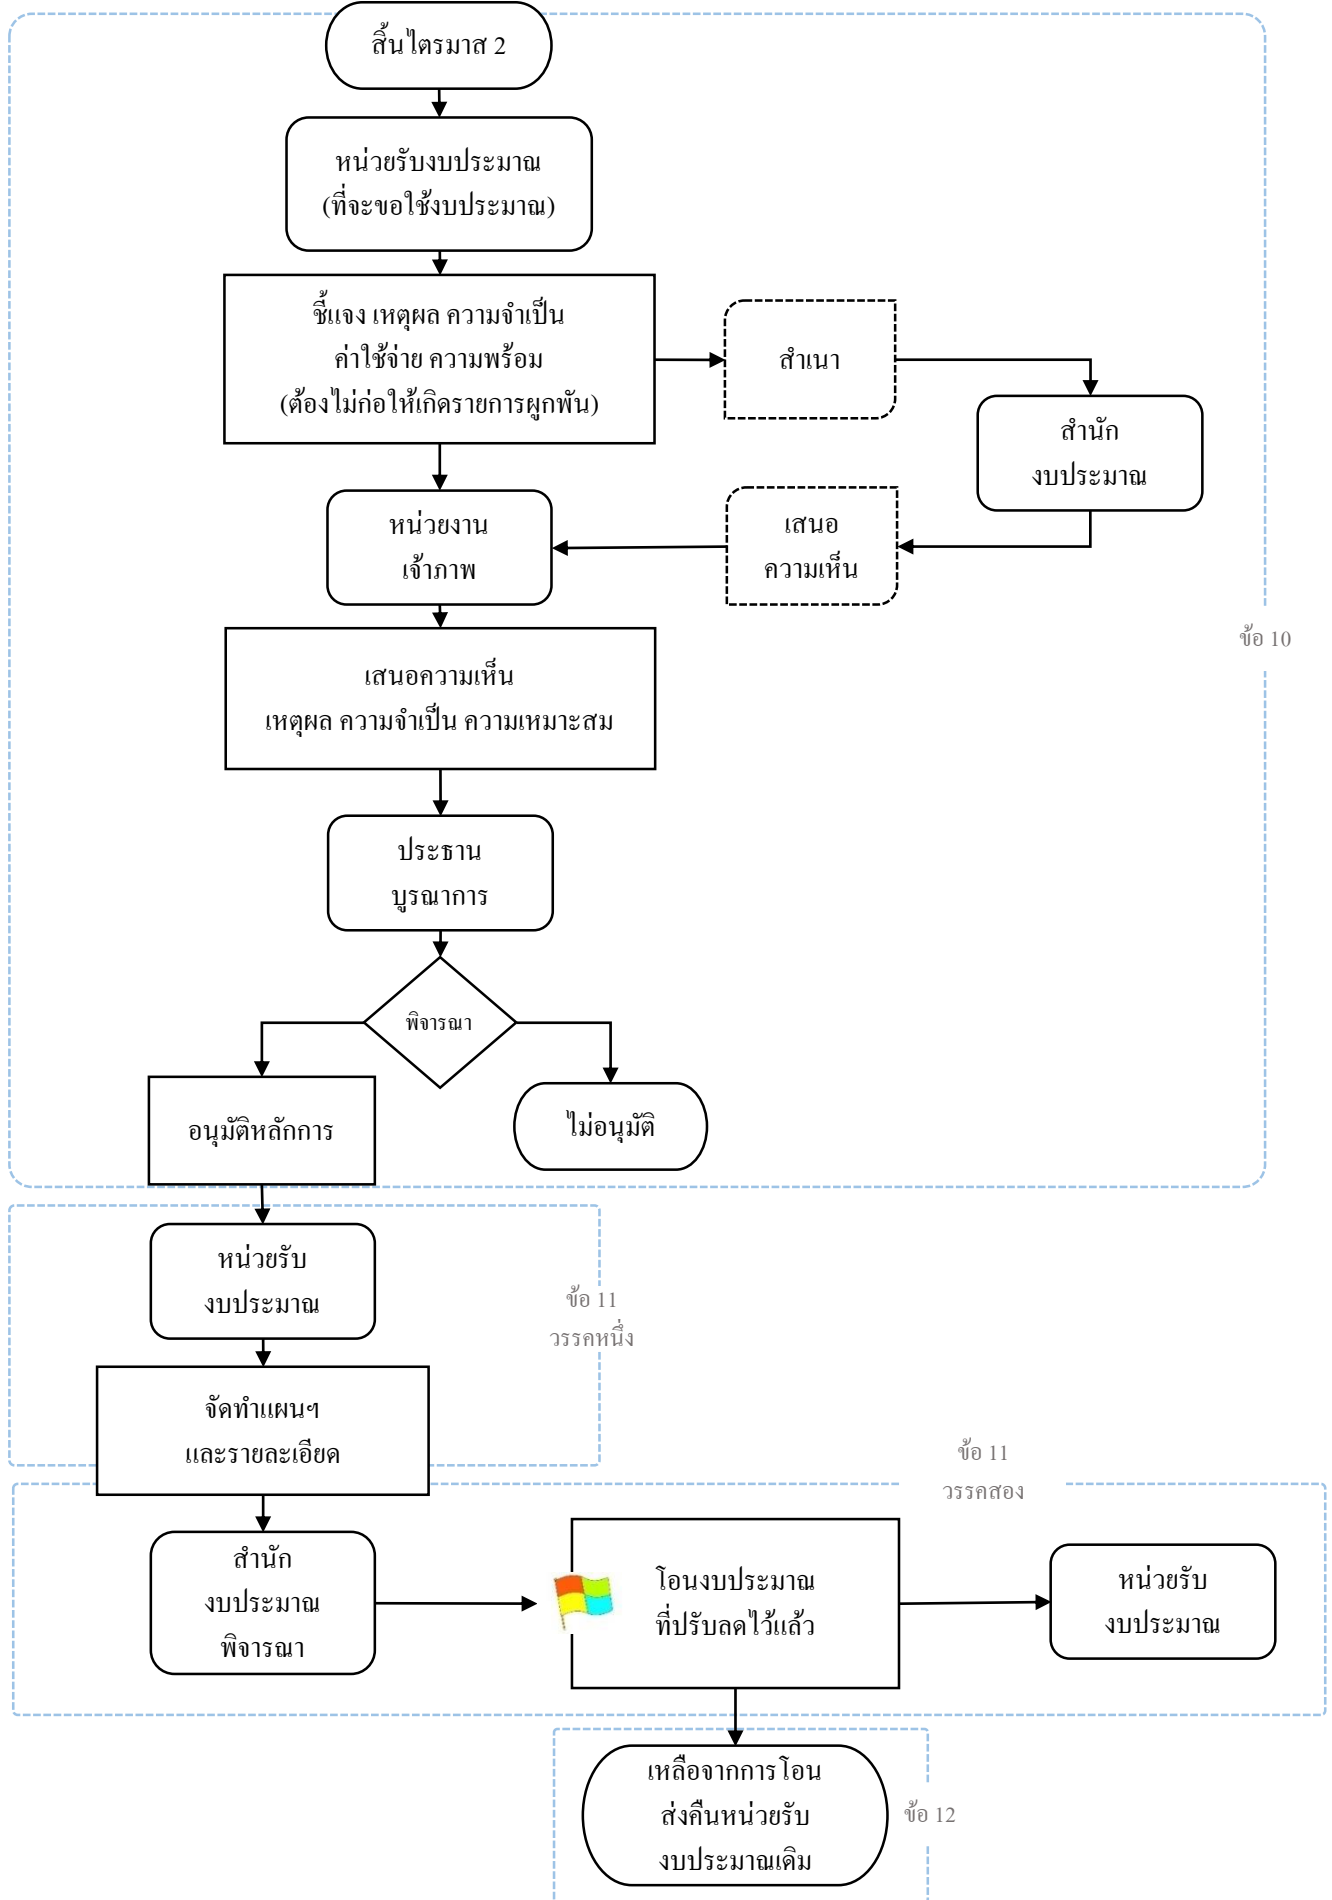 สิ้นไตรมาส 2
หน่วยรับงบประมาณ
(ที่จะขอใช้งบประมาณ)
ชี้แจง เหตุผล ความจำเป็น
ค่าใช้จ่าย ความพร้อม
(ต้องไม่ก่อให้เกิดรายการผูกพัน)
สำเนา
สำนัก
งบประมาณ
หน่วยงาน
เจ้าภาพ
เสนอ
ความเห็น
ข้อ 10
เสนอความเห็น
เหตุผล ความจำเป็น ความเหมาะสม
ประธาน
บูรณาการ
พิจารณา
อนุมัติหลักการ
ไม่อนุมัติ
หน่วยรับ
งบประมาณ
ข้อ 11
วรรคหนึ่ง
จัดทำแผนฯ
และรายละเอียด
ข้อ 11
วรรคสอง
สำนัก
งบประมาณ
พิจารณา
โอนงบประมาณ
ที่ปรับลดไว้แล้ว
หน่วยรับ
งบประมาณ
เหลือจากการโอน
ส่งคืนหน่วยรับ
งบประมาณเดิม
ข้อ 12